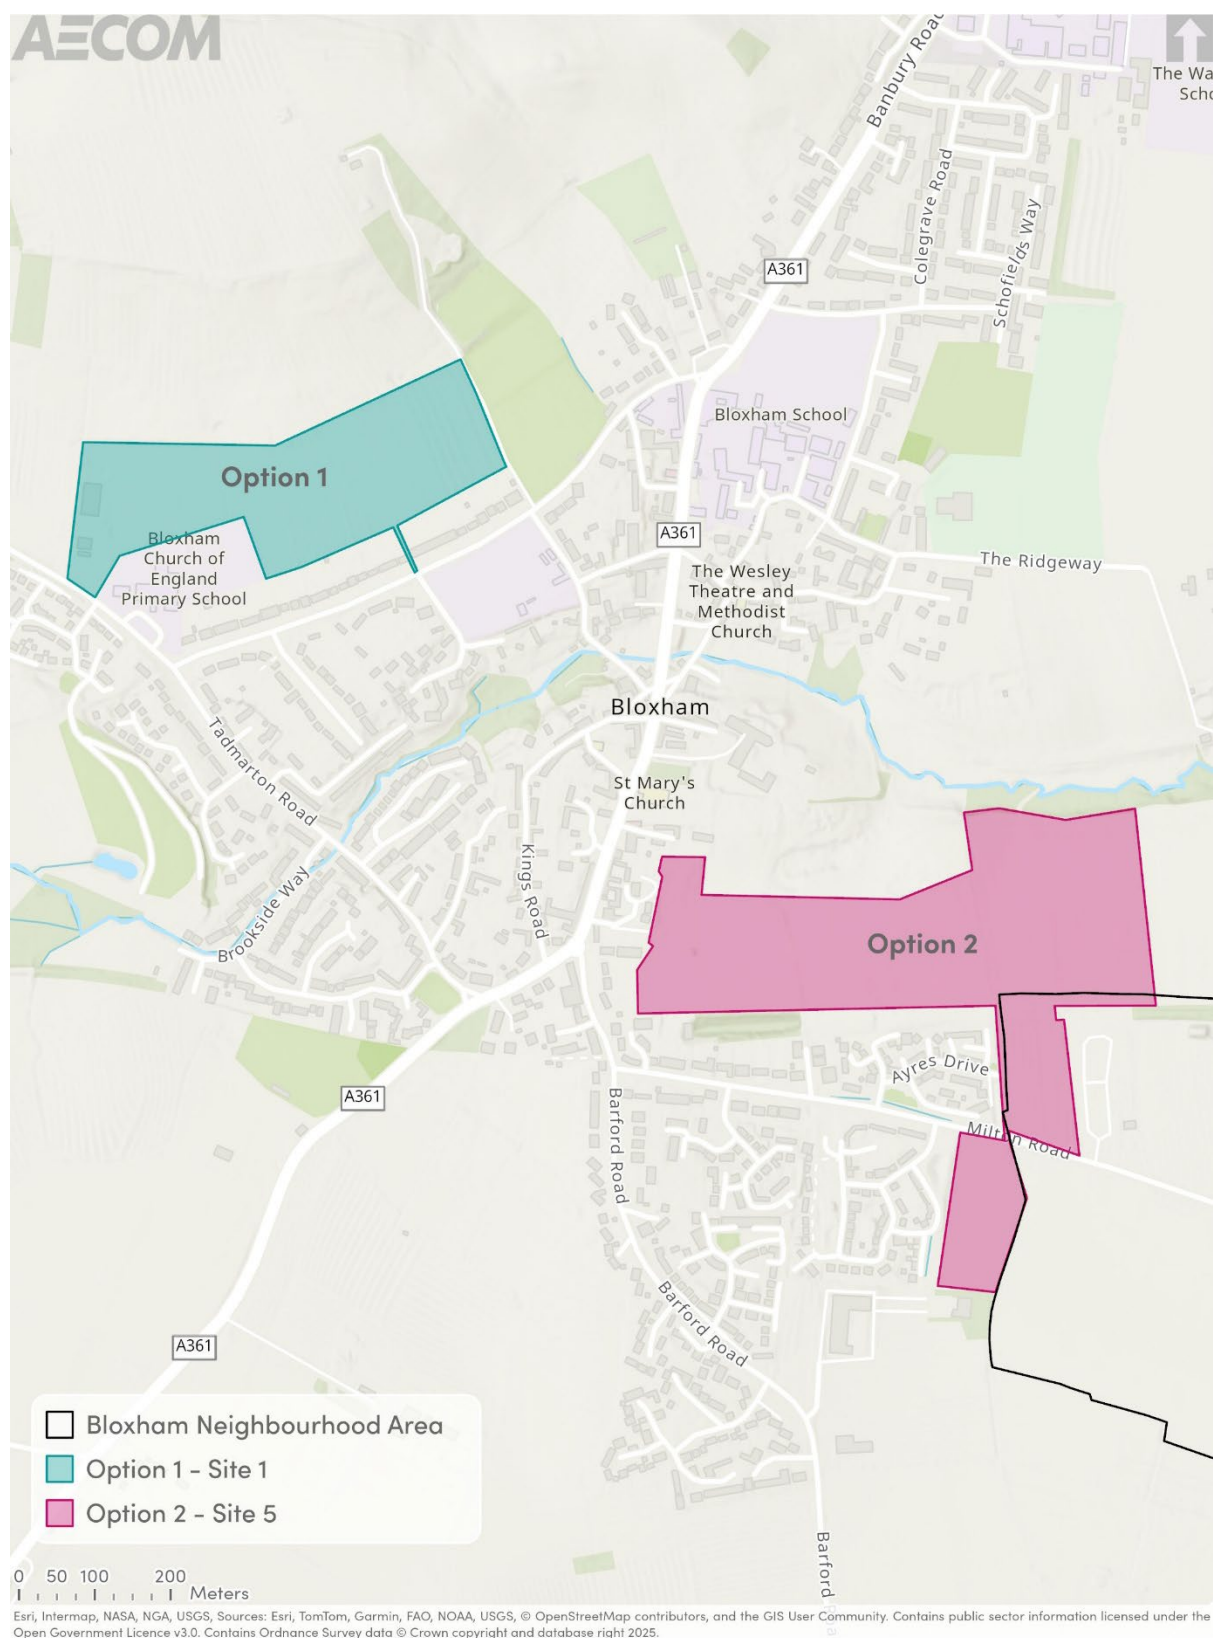 AECOM
Banbury Road
The Wa
Scho
Colegrave Road
Schofields Way
A361
Bloxham School
Option 1
A361
Bloxham
Church of
England
Primary School
The Ridgeway
The Wesley
Theatre and
Methodist
Church
Bloxham
Tadmarton Road
St Mary's
Church
Kings Road
Brookside Way
Option 2
Ayres Drive
A361
Barford Road
Milton Road
Barford Road
A361
Bloxham Neighbourhood Area
Option 1 - Site 1
Option 2 - Site 5
Barford
0 50 100 200
Meters
Esri, Intermap, NASA, NGA, USGS, Sources: Esri, TomTom, Garmin, FAO, NOAA, USGS, © OpenStreetMap contributors, and the GIS User Community. Contains public sector information licensed under the
Open Government Licence v3.0. Contains Ordnance Survey data © Crown copyright and database right 2025.